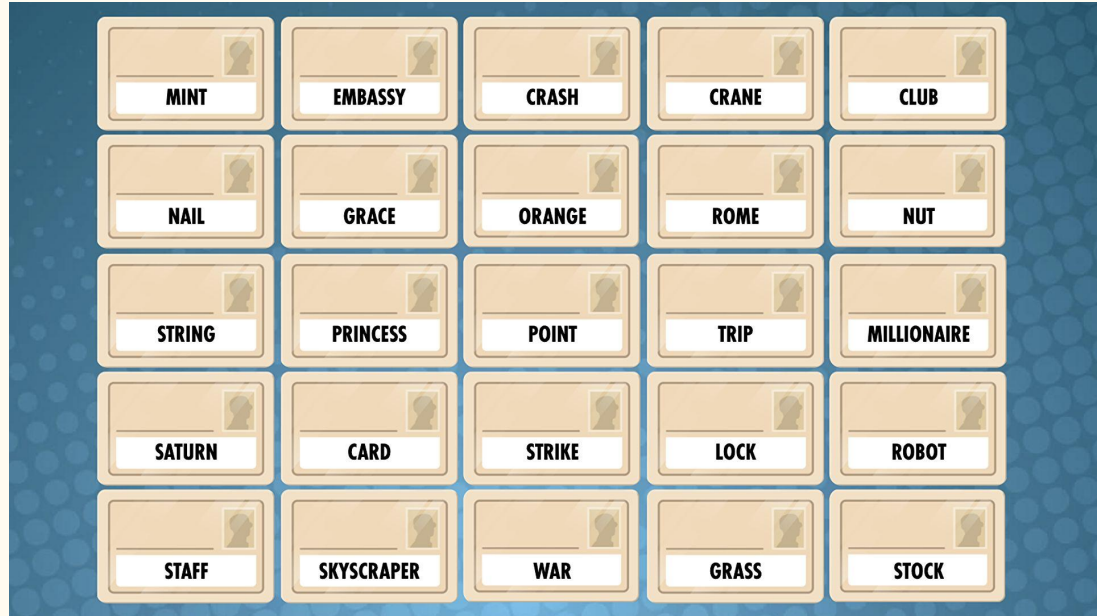 MINT EMBASSY CRASH CRANE CLUB
NAIL GRACE ORANGE ROME NUT
STRING PRINCESS POINT TRIP MILLIONAIRE
SATURN CARD STRIKE LOCK ROBOT
STAFF SKYSCRAPER WAR GRASS STOCK